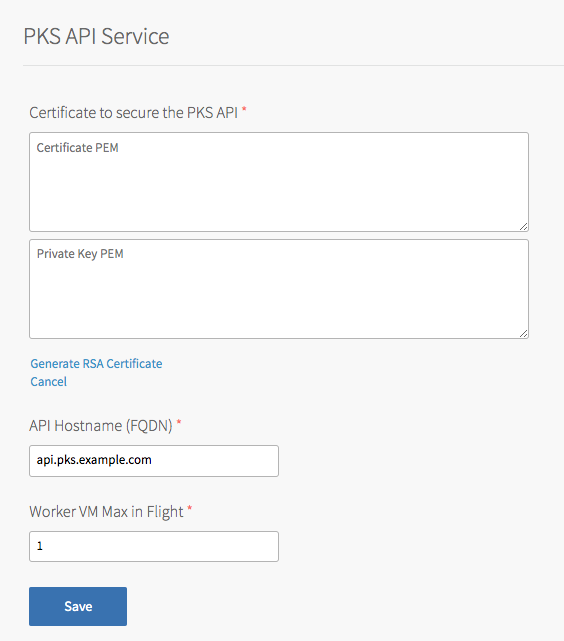 PKS API Service
Certificate to secure the PKS API *
Certificate PEM
Private Key PEM
Generate RSA Certificate
Cancel
API Hostname (FQDN) *
api.pks.example.com
Worker VM Max in Flight *
1
Save